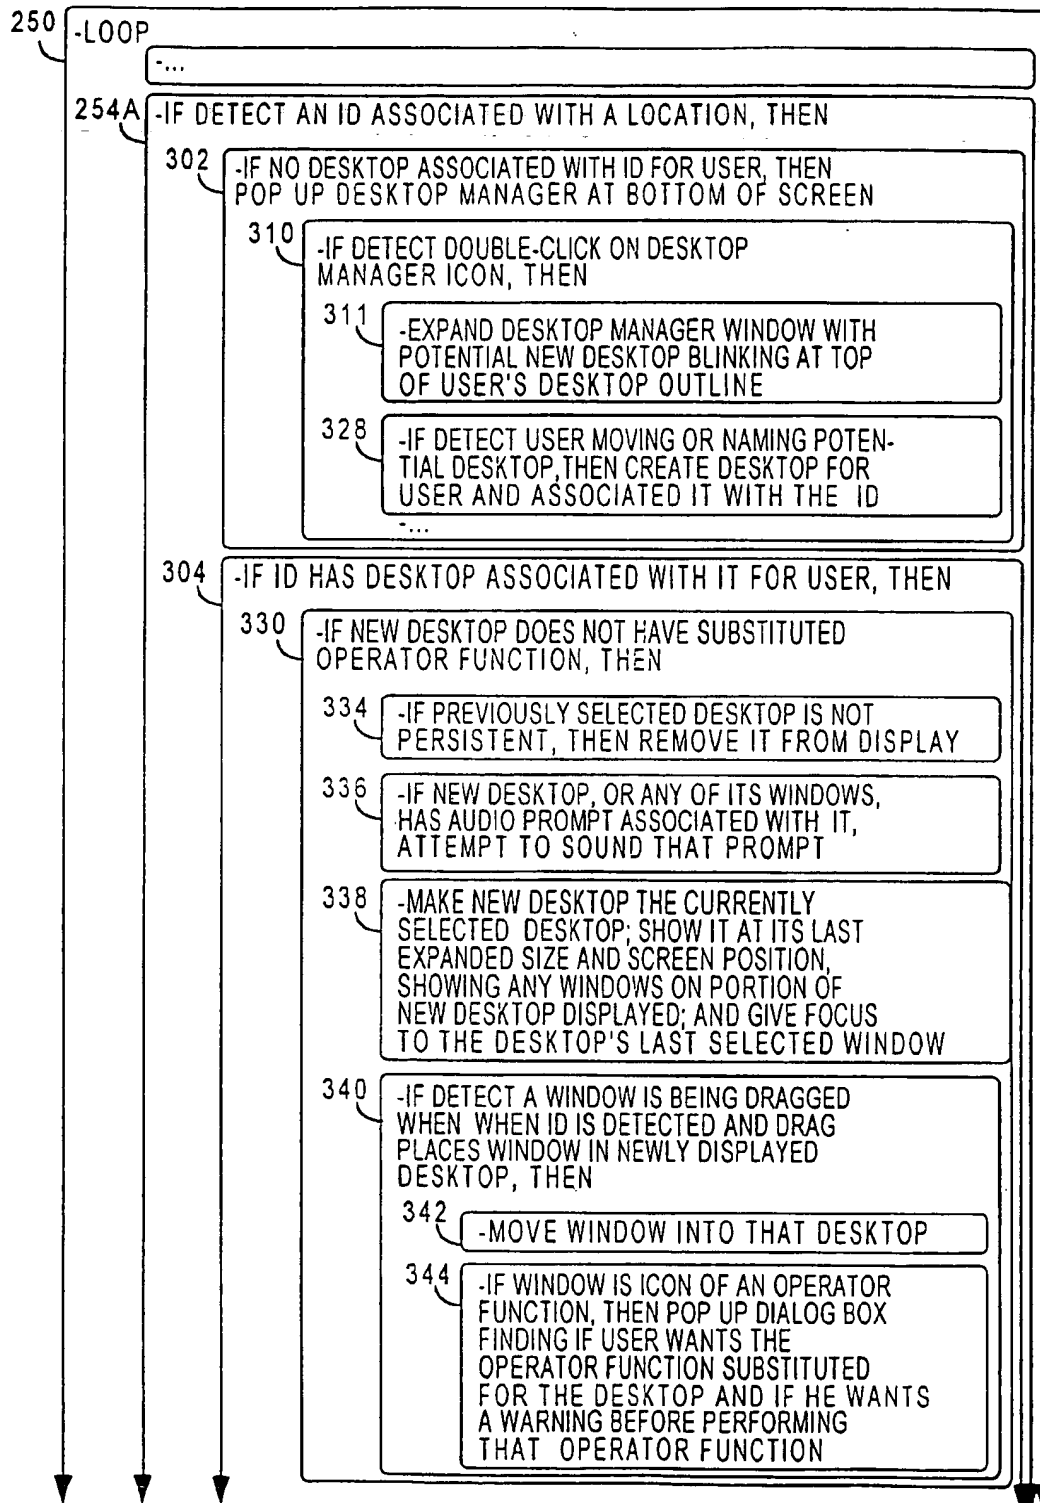 250
-LOOP
-...
254A
-IF DETECT AN ID ASSOCIATED WITH A LOCATION, THEN
302
-IF NO DESKTOP ASSOCIATED WITH ID FOR USER, THEN
POP UP DESKTOP MANAGER AT BOTTOM OF SCREEN
310
-IF DETECT DOUBLE-CLICK ON DESKTOP
MANAGER ICON, THEN
311
-EXPAND DESKTOP MANAGER WINDOW WITH
POTENTIAL NEW DESKTOP BLINKING AT TOP
OF USER'S DESKTOP OUTLINE
328
-IF DETECT USER MOVING OR NAMING POTEN-
TIAL DESKTOP, THEN CREATE DESKTOP FOR
USER AND ASSOCIATED IT WITH THE ID
-...
304
-IF ID HAS DESKTOP ASSOCIATED WITH IT FOR USER, THEN
330
-IF NEW DESKTOP DOES NOT HAVE SUBSTITUTED
OPERATOR FUNCTION, THEN
334
-IF PREVIOUSLY SELECTED DESKTOP IS NOT
PERSISTENT, THEN REMOVE IT FROM DISPLAY
336
-IF NEW DESKTOP, OR ANY OF ITS WINDOWS,
HAS AUDIO PROMPT ASSOCIATED WITH IT,
ATTEMPT TO SOUND THAT PROMPT
338
-MAKE NEW DESKTOP THE CURRENTLY
SELECTED DESKTOP; SHOW IT AT ITS LAST
EXPANDED SIZE AND SCREEN POSITION,
SHOWING ANY WINDOWS ON PORTION OF
NEW DESKTOP DISPLAYED; AND GIVE FOCUS
TO THE DESKTOP'S LAST SELECTED WINDOW
340
-IF DETECT A WINDOW IS BEING DRAGGED
WHEN WHEN ID IS DETECTED AND DRAG
PLACES WINDOW IN NEWLY DISPLAYED
DESKTOP, THEN
342
-MOVE WINDOW INTO THAT DESKTOP
344
-IF WINDOW IS ICON OF AN OPERATOR
FUNCTION, THEN POP UP DIALOG BOX
FINDING IF USER WANTS THE
OPERATOR FUNCTION SUBSTITUTED
FOR THE DESKTOP AND IF HE WANTS
A WARNING BEFORE PERFORMING
THAT OPERATOR FUNCTION